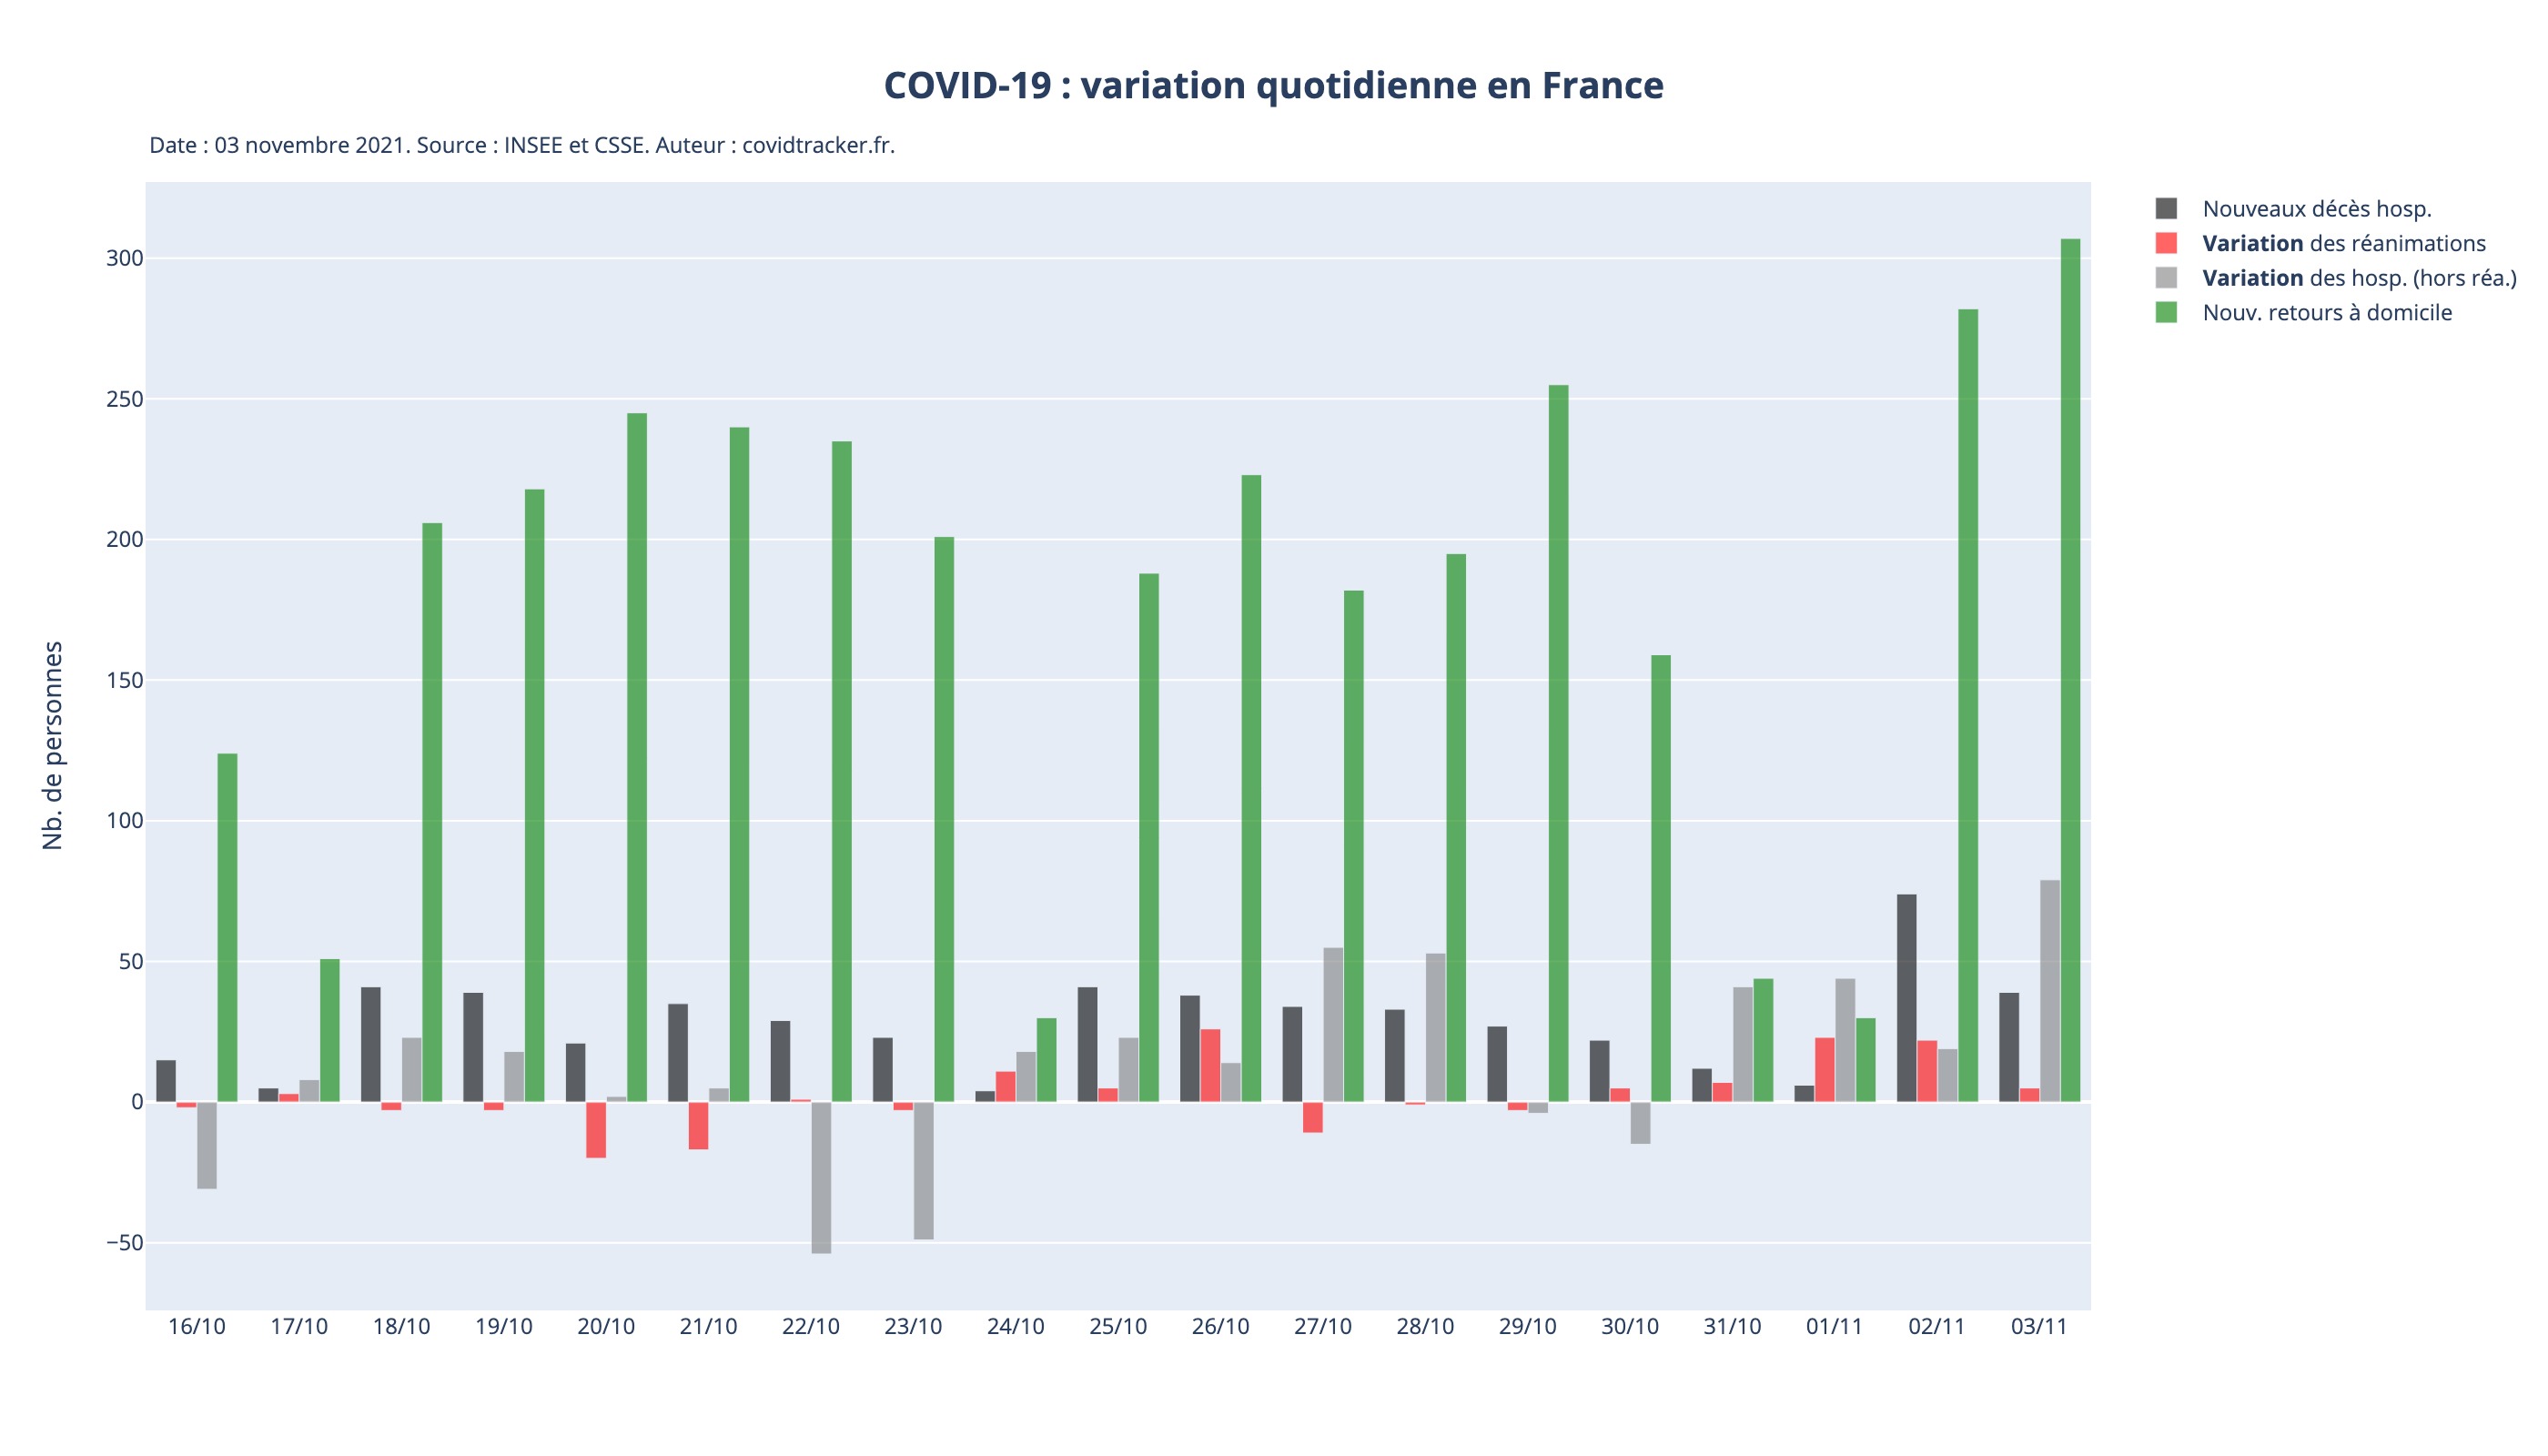 COVID-19 : variation quotidienne en France
Date : 03 novembre 2021. Source : INSEE et CSSE. Auteur : covidtracker.fr.
Nouveaux décès hosp.
Variation des réanimations
Variation des hosp. (hors réa.)
Nouv. retours à domicile
Nb. de personnes
300
250
200
150
100
50
0
−50
16/10 17/10 18/10 19/10 20/10 21/10 22/10 23/10 24/10 25/10 26/10 27/10 28/10 29/10 30/10 31/10 01/11 02/11 03/11